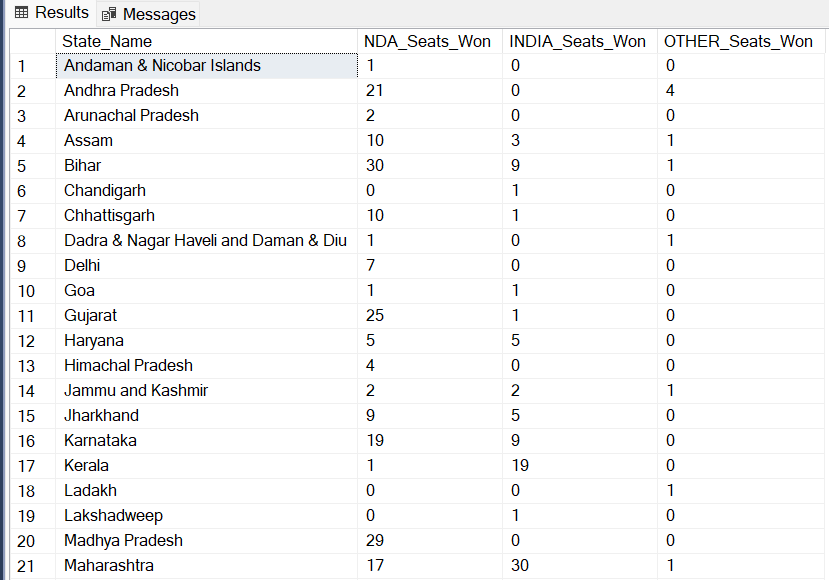 Results Messages
State_Name NDA_Seats_Won INDIA_Seats_Won OTHER_Seats_Won
1 Andaman & Nicobar Islands 1 0 0
2 Andhra Pradesh 21 0 4
3 Arunachal Pradesh 2 0 0
4 Assam 10 3 1
5 Bihar 30 9 1
6 Chandigarh 0 1 0
7 Chhattisgarh 10 1 0
8 Dadra & Nagar Haveli and Daman & Diu 1 0 1
9 Delhi 7 0 0
10 Goa 1 1 0
11 Gujarat 25 1 0
12 Haryana 5 5 0
13 Himachal Pradesh 4 0 0
14 Jammu and Kashmir 2 2 1
15 Jharkhand 9 5 0
16 Karnataka 19 9 0
17 Kerala 1 19 0
18 Ladakh 0 0 1
19 Lakshadweep 0 1 0
20 Madhya Pradesh 29 0 0
21 Maharashtra 17 30 1